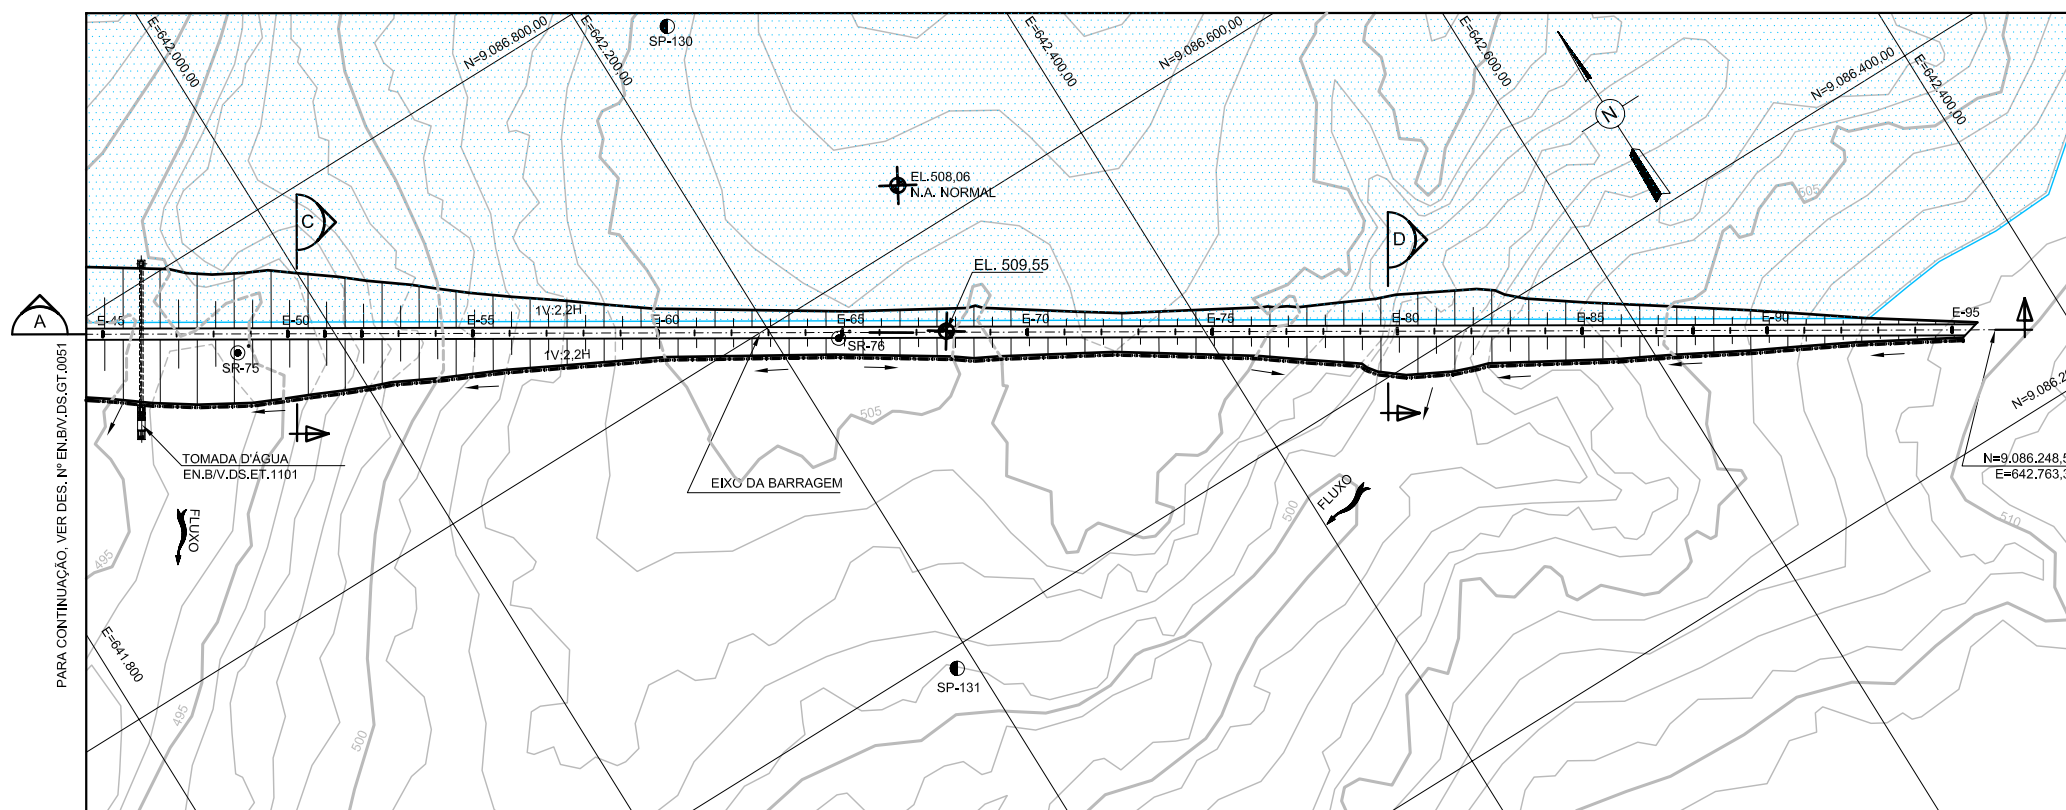 E=642.000,00
N=9.086.800,00
E=642.200,00
SP-130
E=642.400,00
N=9.086.600,00
E=642.600,00
N=9.086.400,00
E=642.400,00
N
EL.508,06
N.A. NORMAL
505
C
D
EL. 509,55
A
E-45
E-50
E-55
1V:2,2H
E-60
E-65
E-70
E-75
E-80
E-85
E-90
E-95
SR-75
1V:2,2H
SR-76
505
TOMADA D'ÁGUA
EN.B/V.DS.ET.1101
EIXO DA BARRAGEM
FLUXO
FLUXO
500
495
N=9.086.2
N=9.086.248,5
E=642.763,3
510
PARA CONTINUAÇÃO, VER DES. Nº EN.B/V.DS.GT.0051
E=641.800
495
500
SP-131